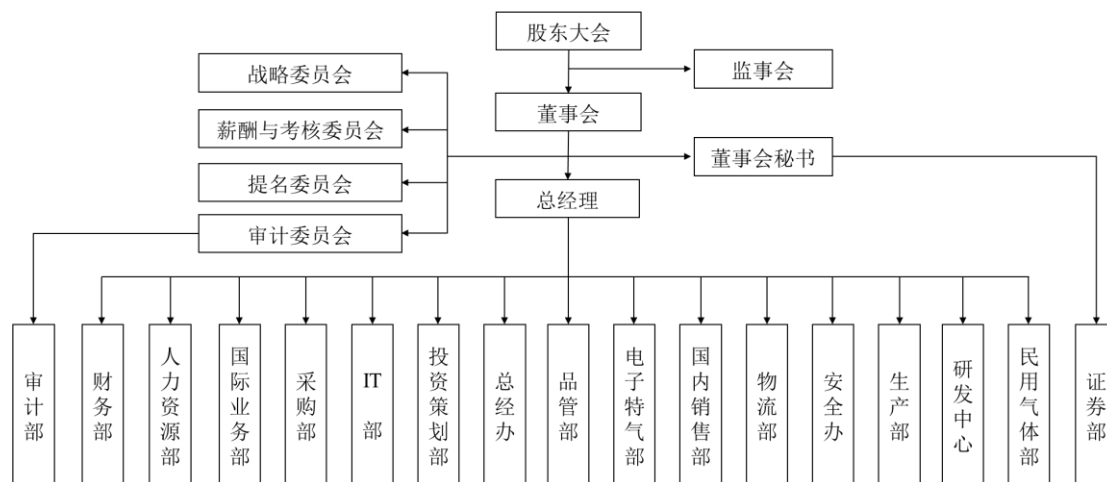 股东大会
战略委员会
监事会
董事会
薪酬与考核委员会
董事会秘书
提名委员会
总经理
审计委员会
审计部
财务部
人力资源部
国际业务部
采购部
IT部
投资策划部
总经办
品管部
电子特气部
国内销售部
物流部
安全办
生产部
研发中心
民用气体部
证券部